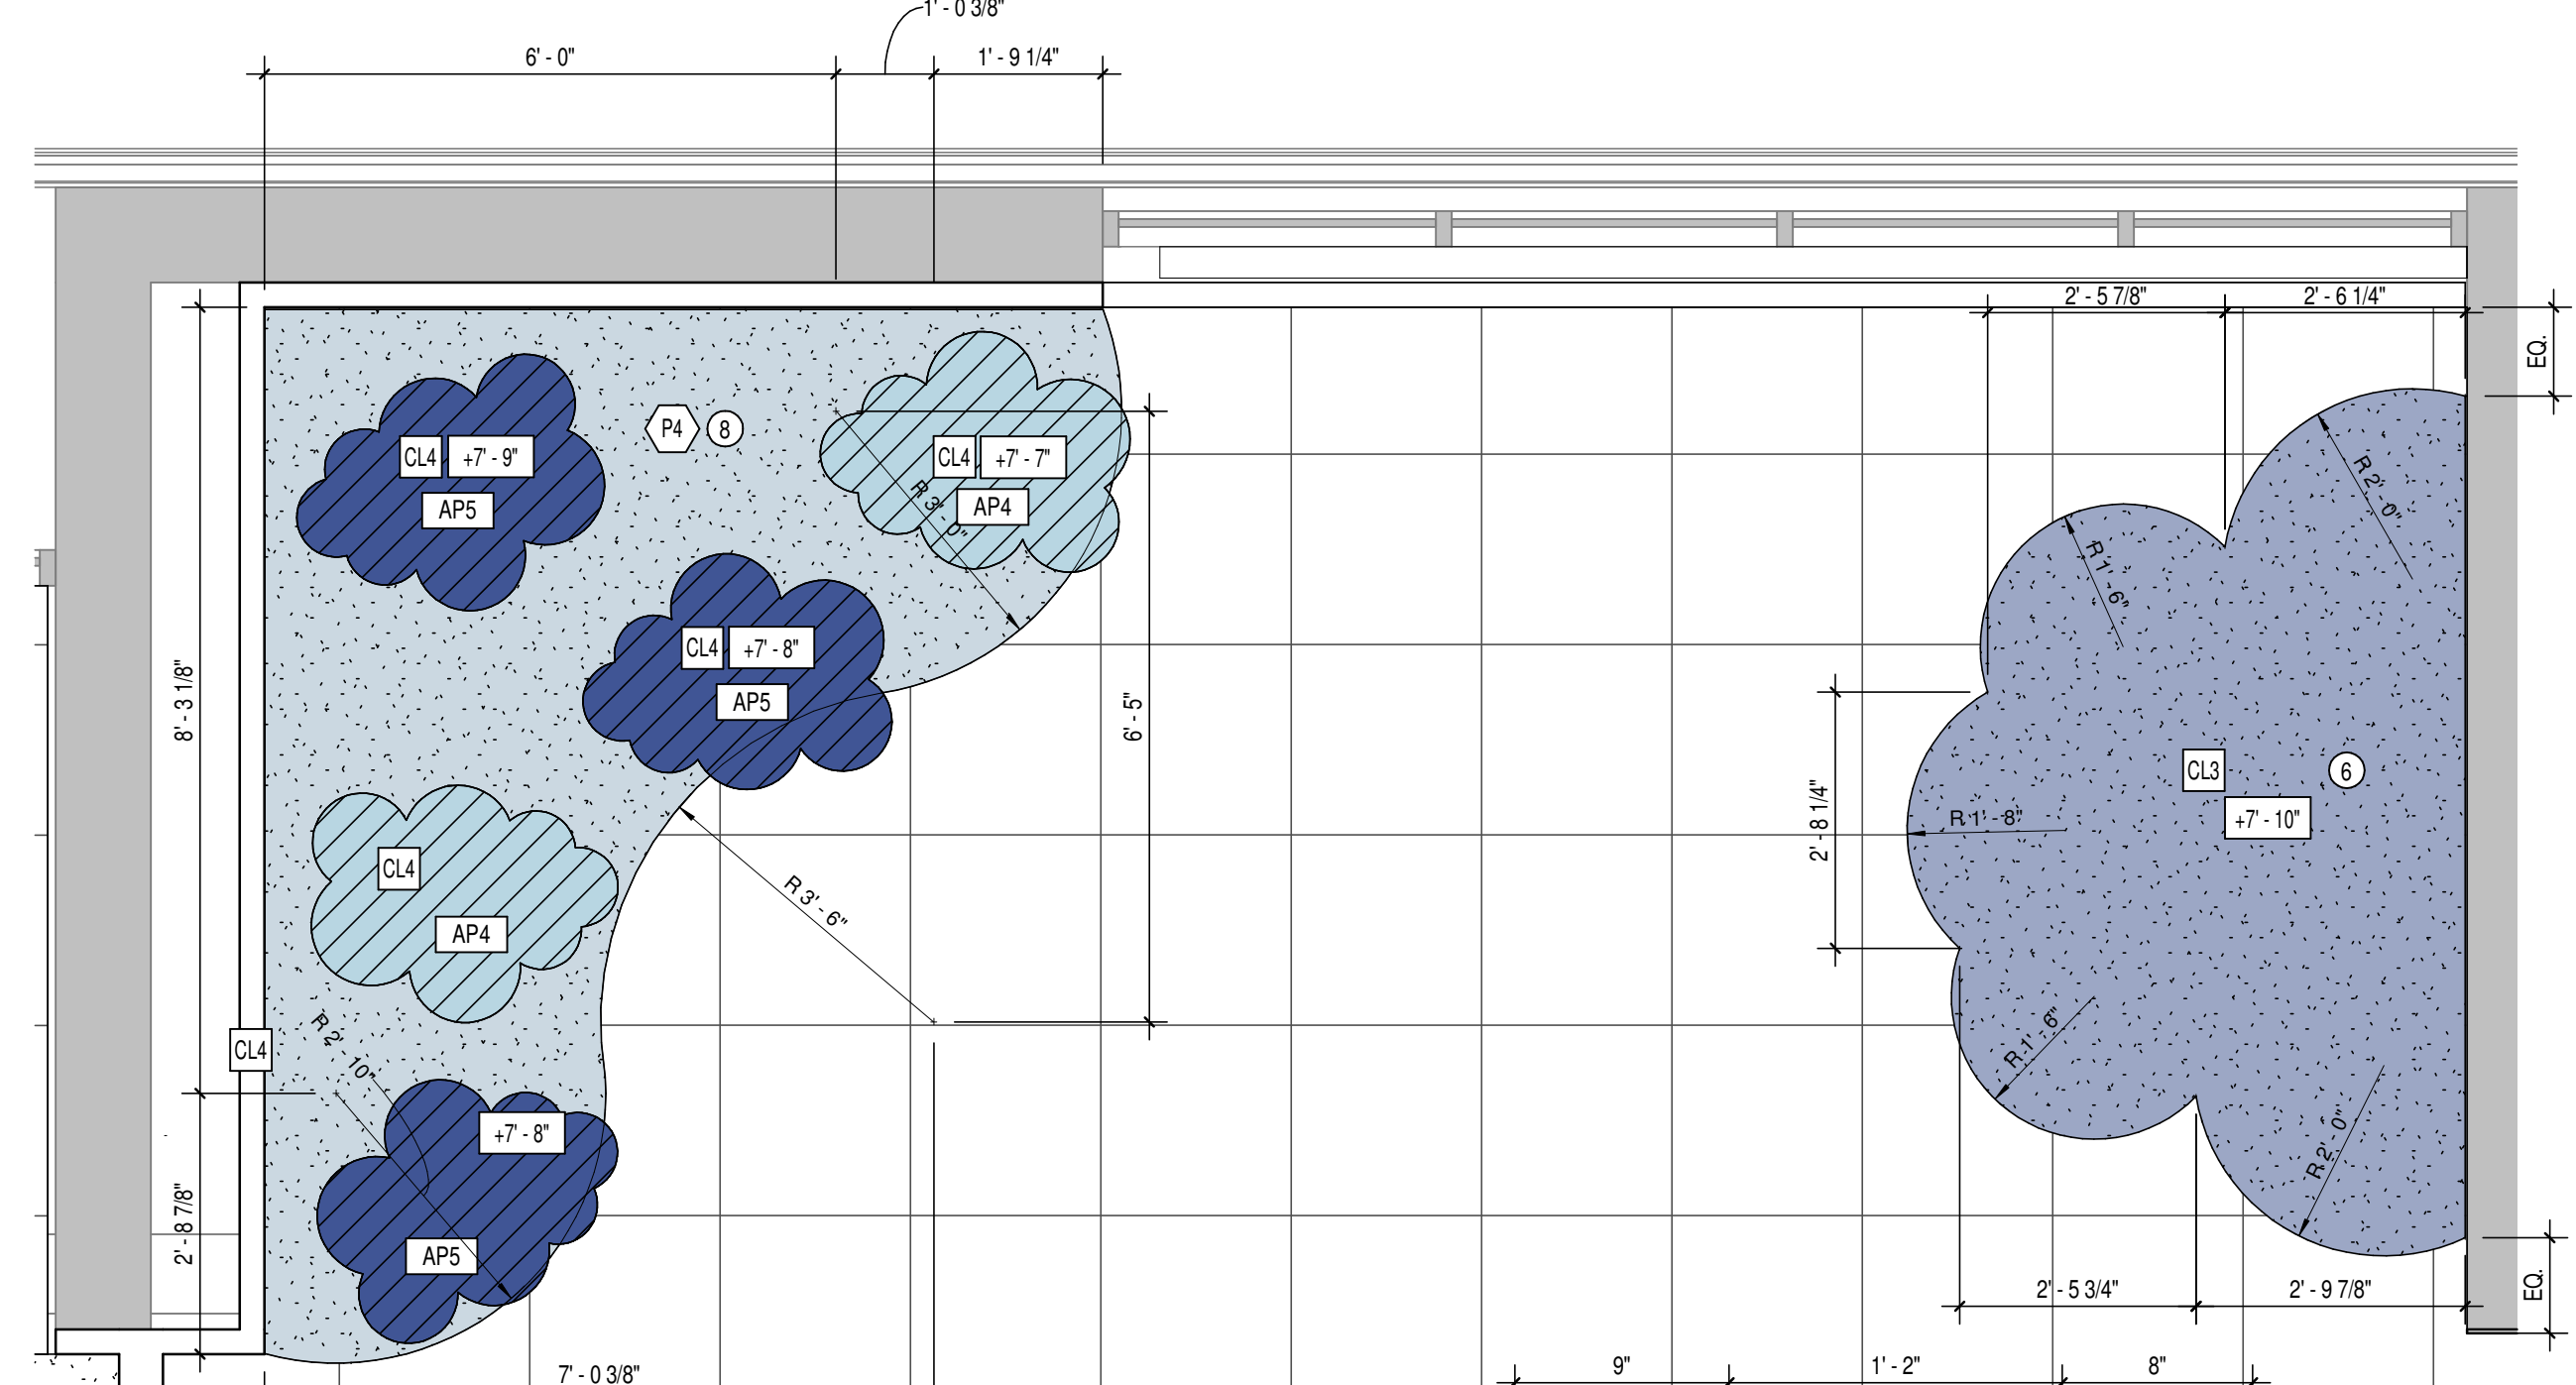 1' - 0 3/8"
6' - 0"
1' - 9 1/4"
2' - 5 7/8"
2' - 6 1/4"
EQ.
P4
8
CL4
+7' - 9"
AP5
CL4
+7' - 7"
AP4
R 3' - 0"
R 2' - 0"
R 1' - 6"
CL4
+7' - 8"
AP5
8' - 3 1/8"
6' - 5"
CL3
6
+7' - 10"
R 1' - 8"
2' - 8 1/4"
CL4
AP4
R 3' - 6"
CL4
R 2' - 10"
R 1' - 6"
+7' - 8"
R 2' - 0"
AP5
2' - 8 7/8"
2' - 5 3/4"
2' - 9 7/8"
EQ.
7' - 0 3/8"
9"
1' - 2"
8"